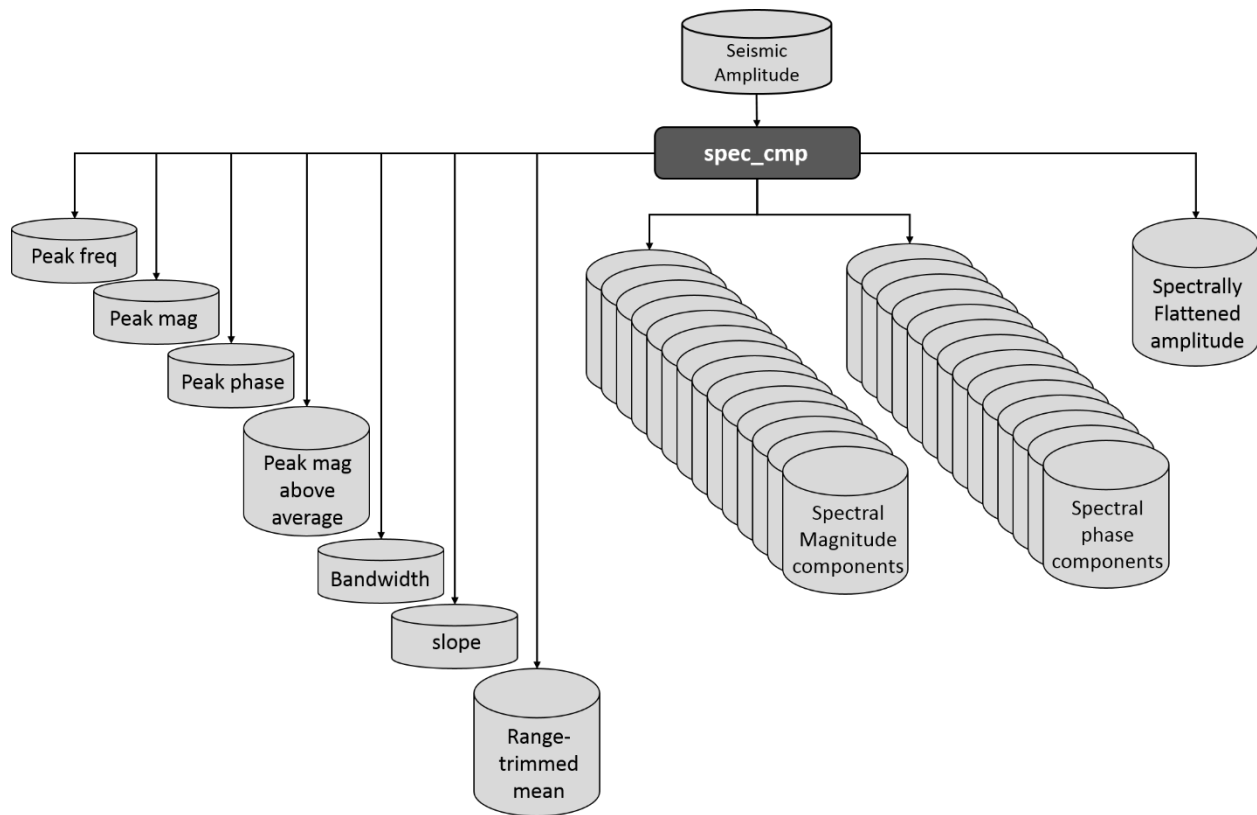 Seismic
Amplitude
spec_cmp
Peak freq
Peak mag
Peak phase
Peak mag
above
average
Bandwidth
slope
Range-
trimmed
mean
Spectral
Magnitude
components
Spectral
phase
components
Spectrally
Flattened
amplitude